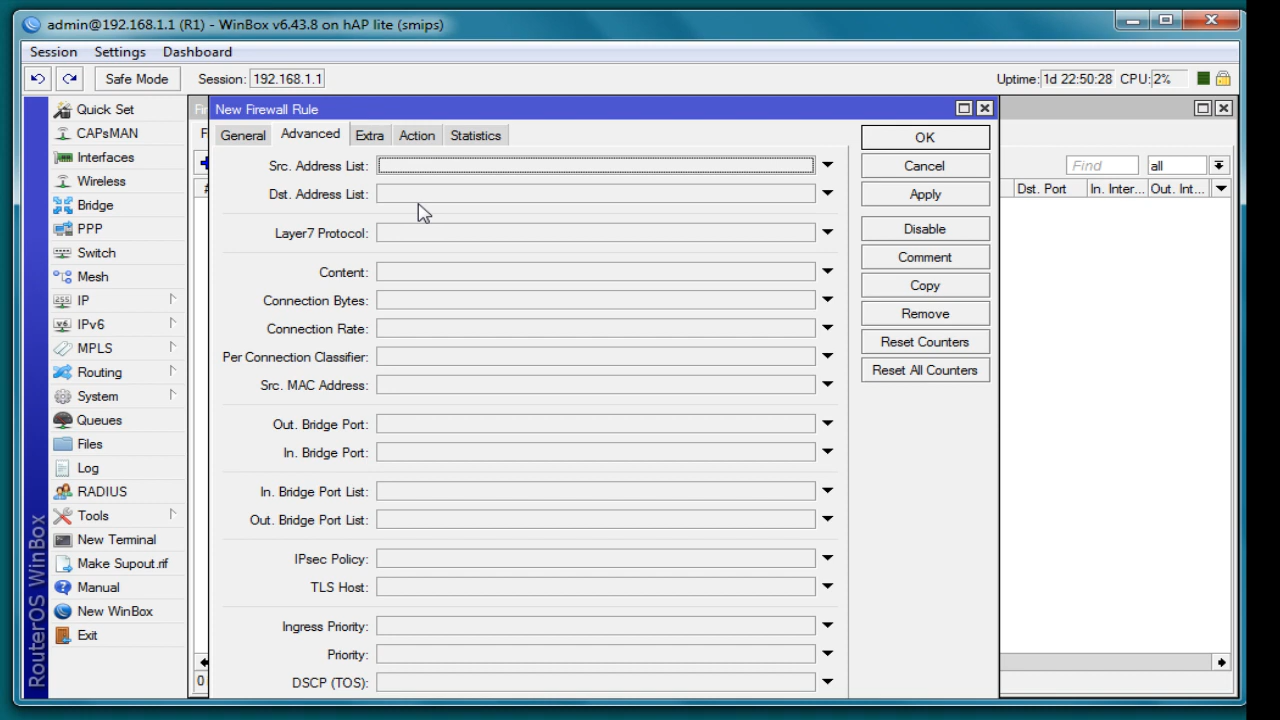 admin@192.168.1.1 (R1) - WinBox v6.43.8 on hAP lite (smips)
Session Settings Dashboard
Safe Mode Session: 192.168.1.1 Uptime: 1d 22:50:28 CPU: 2%
Quick Set
CAPsMAN
Interfaces
Wireless
Bridge
PPP
Switch
Mesh
IP
IPv6
MPLS
Routing
System
Queues
Files
Log
RADIUS
Tools
New Terminal
Make Supout.rif
Manual
New WinBox
Exit
RouterOS WinBox
New Firewall Rule
General Advanced Extra Action Statistics
Src. Address List:
Dst. Address List:
Layer7 Protocol:
Content:
Connection Bytes:
Connection Rate:
Per Connection Classifier:
Src. MAC Address:
Out. Bridge Port:
In. Bridge Port:
In. Bridge Port List:
Out. Bridge Port List:
IPsec Policy:
TLS Host:
Ingress Priority:
Priority:
DSCP (TOS):
OK
Cancel
Apply
Disable
Comment
Copy
Remove
Reset Counters
Reset All Counters
Find all
# Dst. Port In. Inter... Out. Int...
0